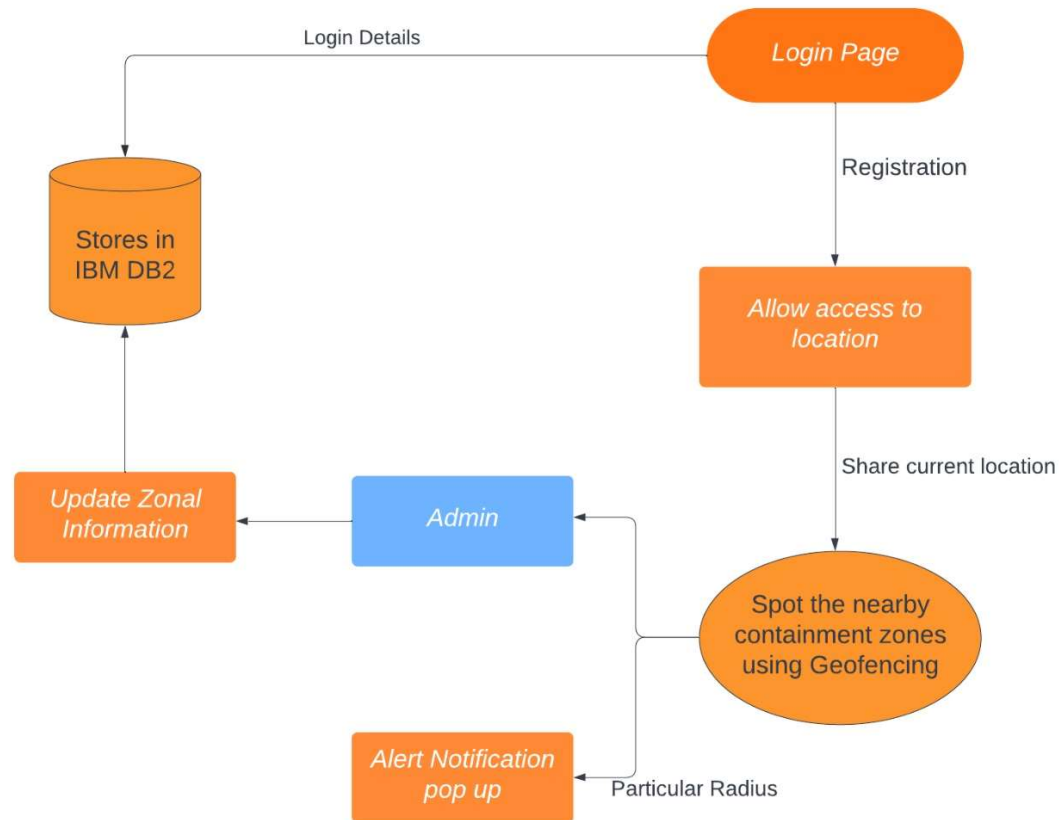 Login Details
Login Page
Registration
Stores in
IBM DB2
Allow access to
location
Share current location
Update Zonal
Information
Admin
Spot the nearby
containment zones
using Geofencing
Alert Notification
pop up
Particular Radius